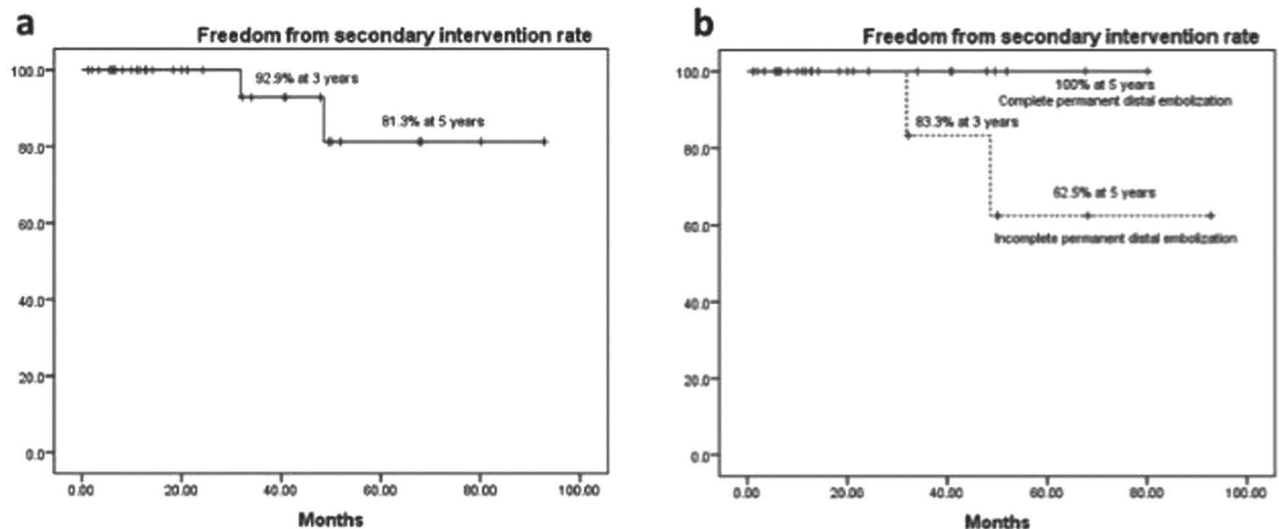 a
Freedom from secondary intervention rate
100.0
80.0
60.0
40.0
20.0
0.0
92.9% at 3 years
81.3% at 5 years
0.00 20.00 40.00 60.00 80.00 100.00
Months
b
Freedom from secondary intervention rate
100.0
80.0
60.0
40.0
20.0
0.0
100% at 5 years
Complete permanent distal embolization
83.3% at 3 years
62.5% at 5 years
Incomplete permanent distal embolization
0.00 20.00 40.00 60.00 80.00 100.00
Months